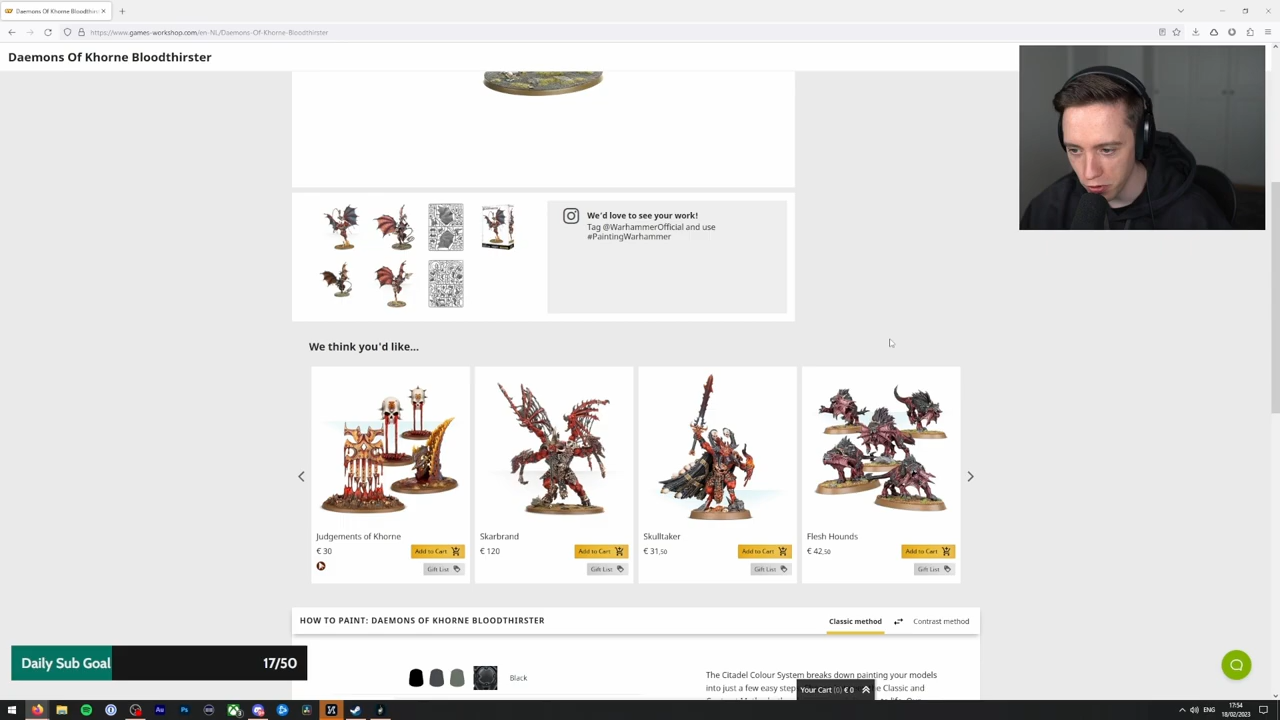 Daemons Of Khorne Bloodthirs
https://www.games-workshop.com/en-NL/Daemons-Of-Khorne-Bloodthirster
Daemons Of Khorne Bloodthirster
We'd love to see your work!
Tag @WarhammerOfficial and use
#PaintingWarhammer
We think you'd like...
Judgements of Khorne
€ 30
Add to Cart
Gift List
Skarbrand
€ 120
Add to Cart
Gift List
Skulltaker
€ 31,50
Add to Cart
Gift List
Flesh Hounds
€ 42,50
Add to Cart
Gift List
HOW TO PAINT: DAEMONS OF KHORNE BLOODTHIRSTER
Classic method
Contrast method
Black
The Citadel Colour System breaks down painting your models
into just a few easy step
Your Cart (0) € 0
Daily Sub Goal
17/50
ENG
17:54
18/02/2023